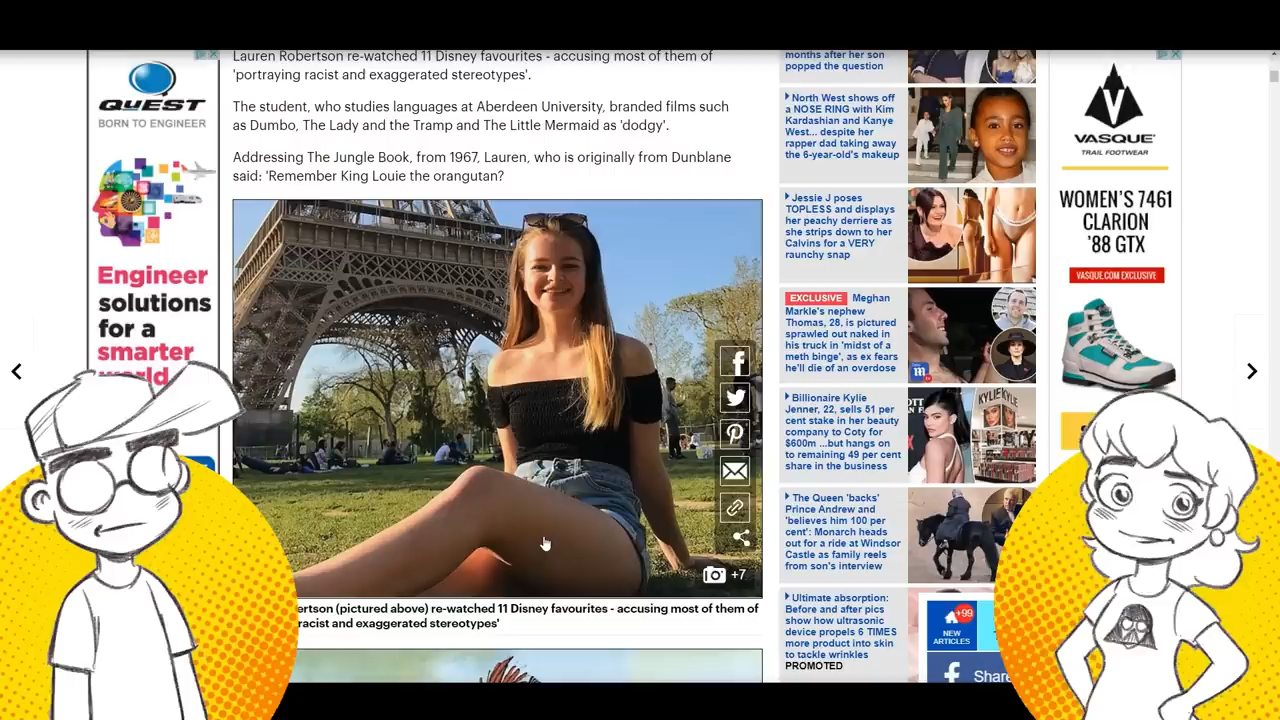 Lauren Robertson re-watched 11 Disney favourites - accusing most of them of
'portraying racist and exaggerated stereotypes'.
The student, who studies languages at Aberdeen University, branded films such
as Dumbo, The Lady and the Tramp and The Little Mermaid as 'dodgy'.
Addressing The Jungle Book, from 1967, Lauren, who is originally from Dunblane
said: 'Remember King Louie the orangutan?
+7
ertson (pictured above) re-watched 11 Disney favourites - accusing most of them of
racist and exaggerated stereotypes'
QUEST
BORN TO ENGINEER
Engineer
solutions
for a
smarter
world
months after her son
popped the question
North West shows off
a NOSE RING with Kim
Kardashian and Kanye
West... despite her
rapper dad taking away
the 6-year-old's makeup
Jessie J poses
TOPLESS and displays
her peachy derriere as
she strips down to her
Calvins for a VERY
raunchy snap
EXCLUSIVE Meghan
Markle's nephew
Thomas, 28, is pictured
sprawled out naked in
his truck in 'midst of a
meth binge', as ex fears
he'll die of an overdose
Billionaire Kylie
Jenner, 22, sells 51 per
cent stake in her beauty
company to Coty for
$600m ...but hangs on
to remaining 49 per cent
share in the business
KYLIE
The Queen 'backs'
Prince Andrew and
'believes him 100 per
cent': Monarch heads
out for a ride at Windsor
Castle as family reels
from son's interview
Ultimate absorption:
Before and after pics
show how ultrasonic
device propels 6 TIMES
more product into skin
to tackle wrinkles
PROMOTED
+99
NEW
ARTICLES
Share
VASQUE
TRAIL FOOTWEAR
WOMEN'S 7461
CLARION
'88 GTX
VASQUE.COM EXCLUSIVE